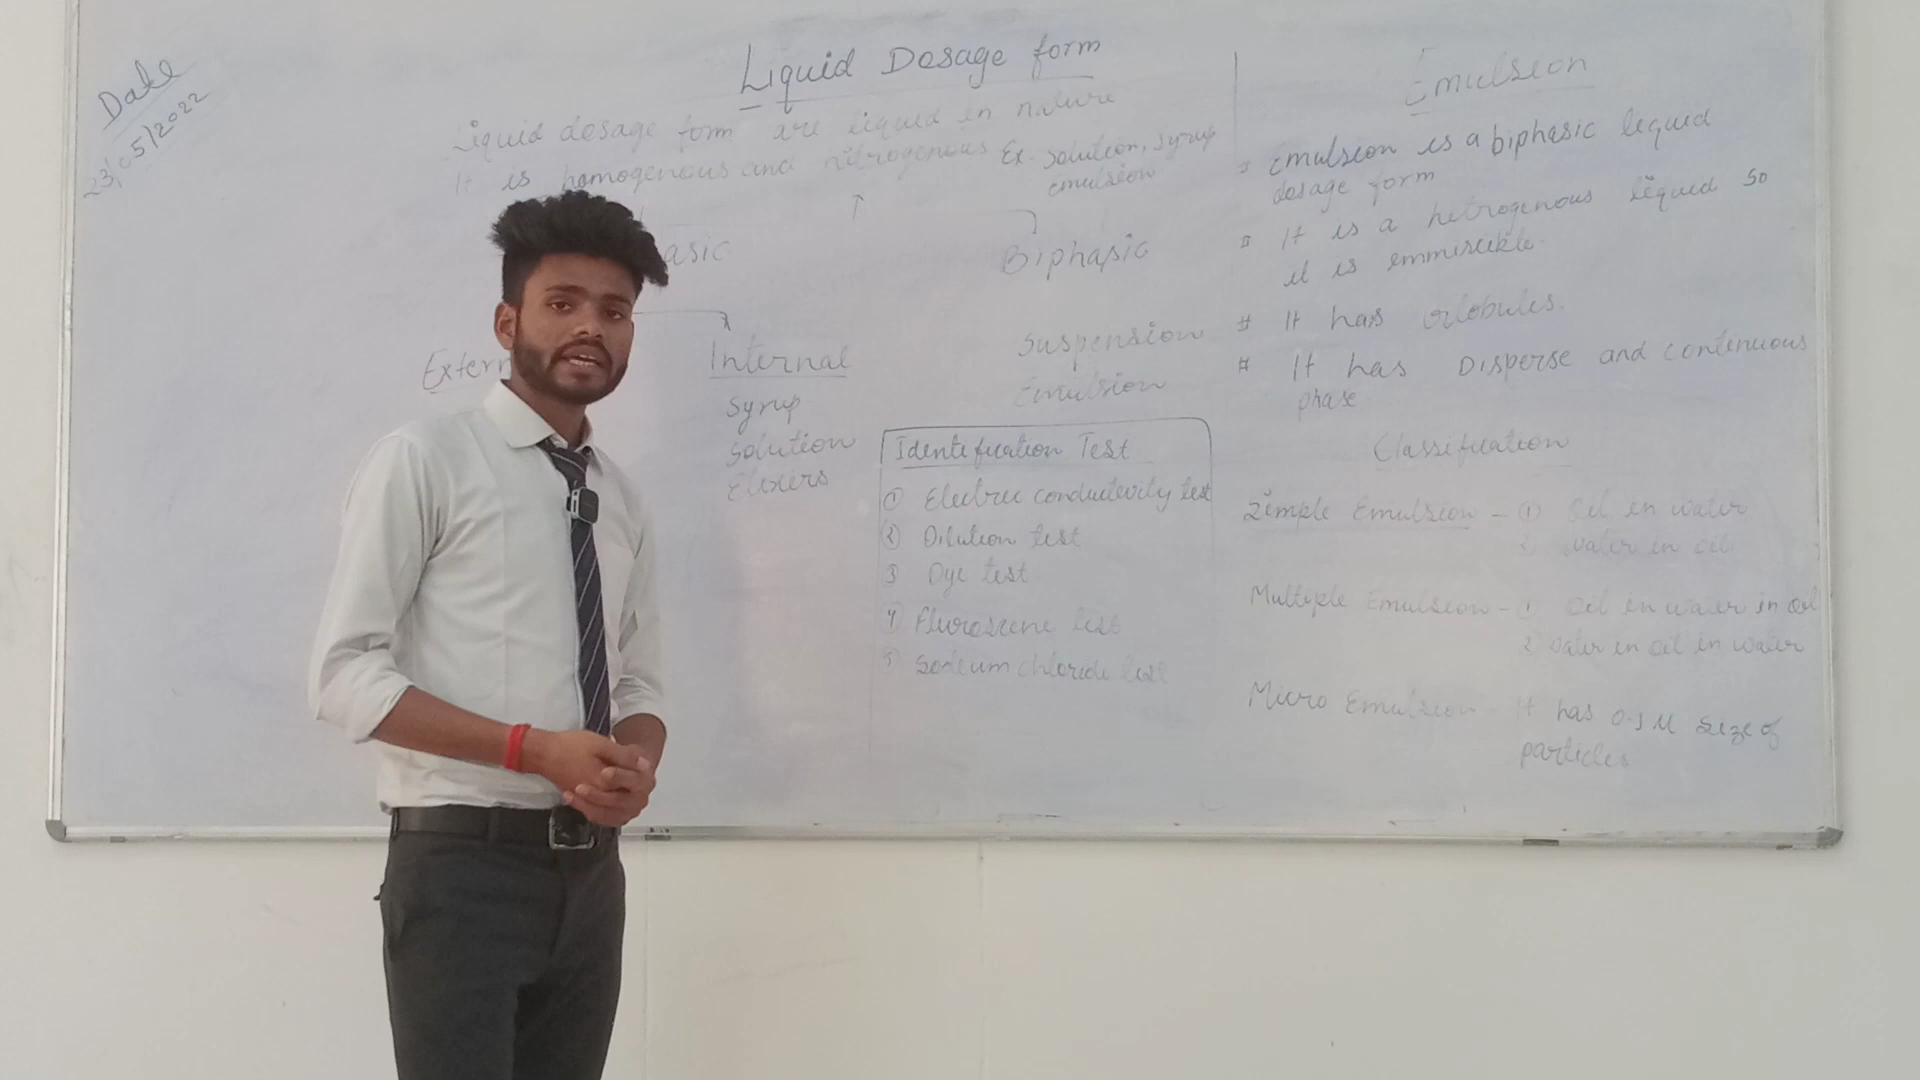 Date
23/05/2022
Liquid Dosage form
Liquid dosage form are liquid in nature
It is homogenous and nitrogenous Ex. Solution, Syrup
emulsion
asic
Biphasic
Extern
Internal
Syrup
Solution
Elixirs
Suspension
Emulsion
Identification Test
① Electric conductivity test
② Dilution test
③ Dye test
④ Fluroscene test
⑤ Sodium chloride test
Emulsion
Emulsion is a biphasic liquid
dosage form
It is a hetrogenous liquid so
it is immiscible.
# It has Globules.
# It has Disperse and continuous
phase
Classification
Simple Emulsion - ① Oil in water
2 water in oil
Multiple Emulsion - ① Oil in water in oil
2 water in oil in water
Micro Emulsion - It has size of
particles